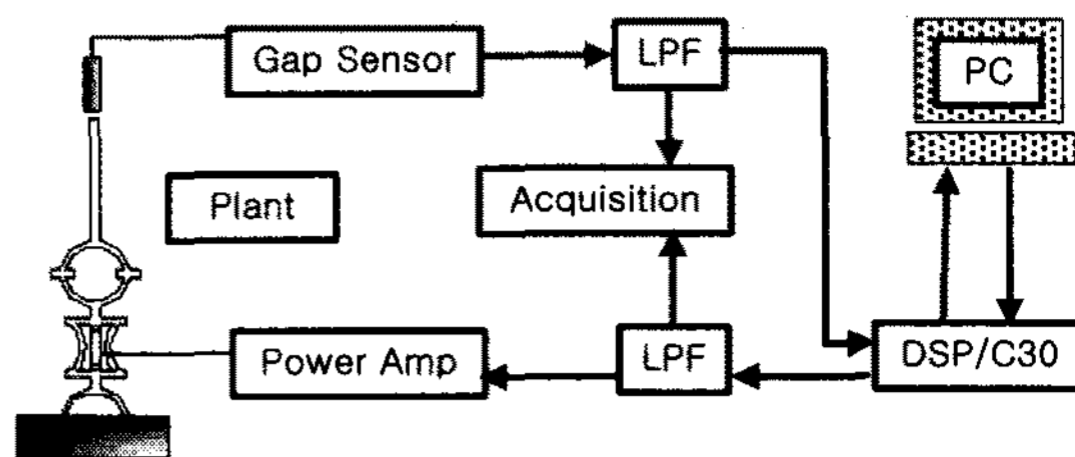 Gap Sensor
LPF
PC
Plant
Acquisition
Power Amp
LPF
DSP/C30